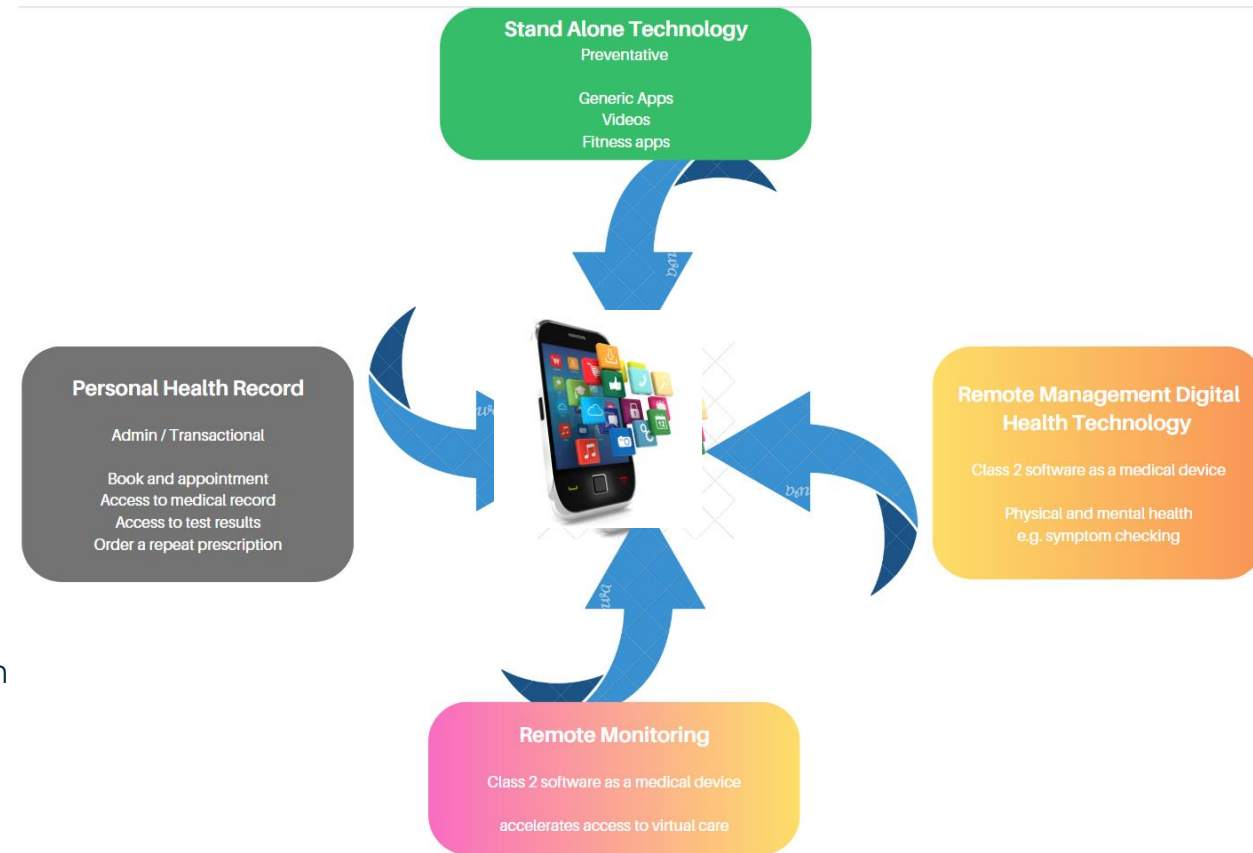 Stand Alone Technology
Preventative
Generic Apps
Videos
Fitness apps
Personal Health Record
Admin / Transactional
Book and appointment
Access to medical record
Access to test results
Order a repeat prescription
Remote Management Digital
Health Technology
Class 2 software as a medical device
Physical and mental health
e.g. symptom checking
Remote Monitoring
Class 2 software as a medical device
accelerates access to virtual care